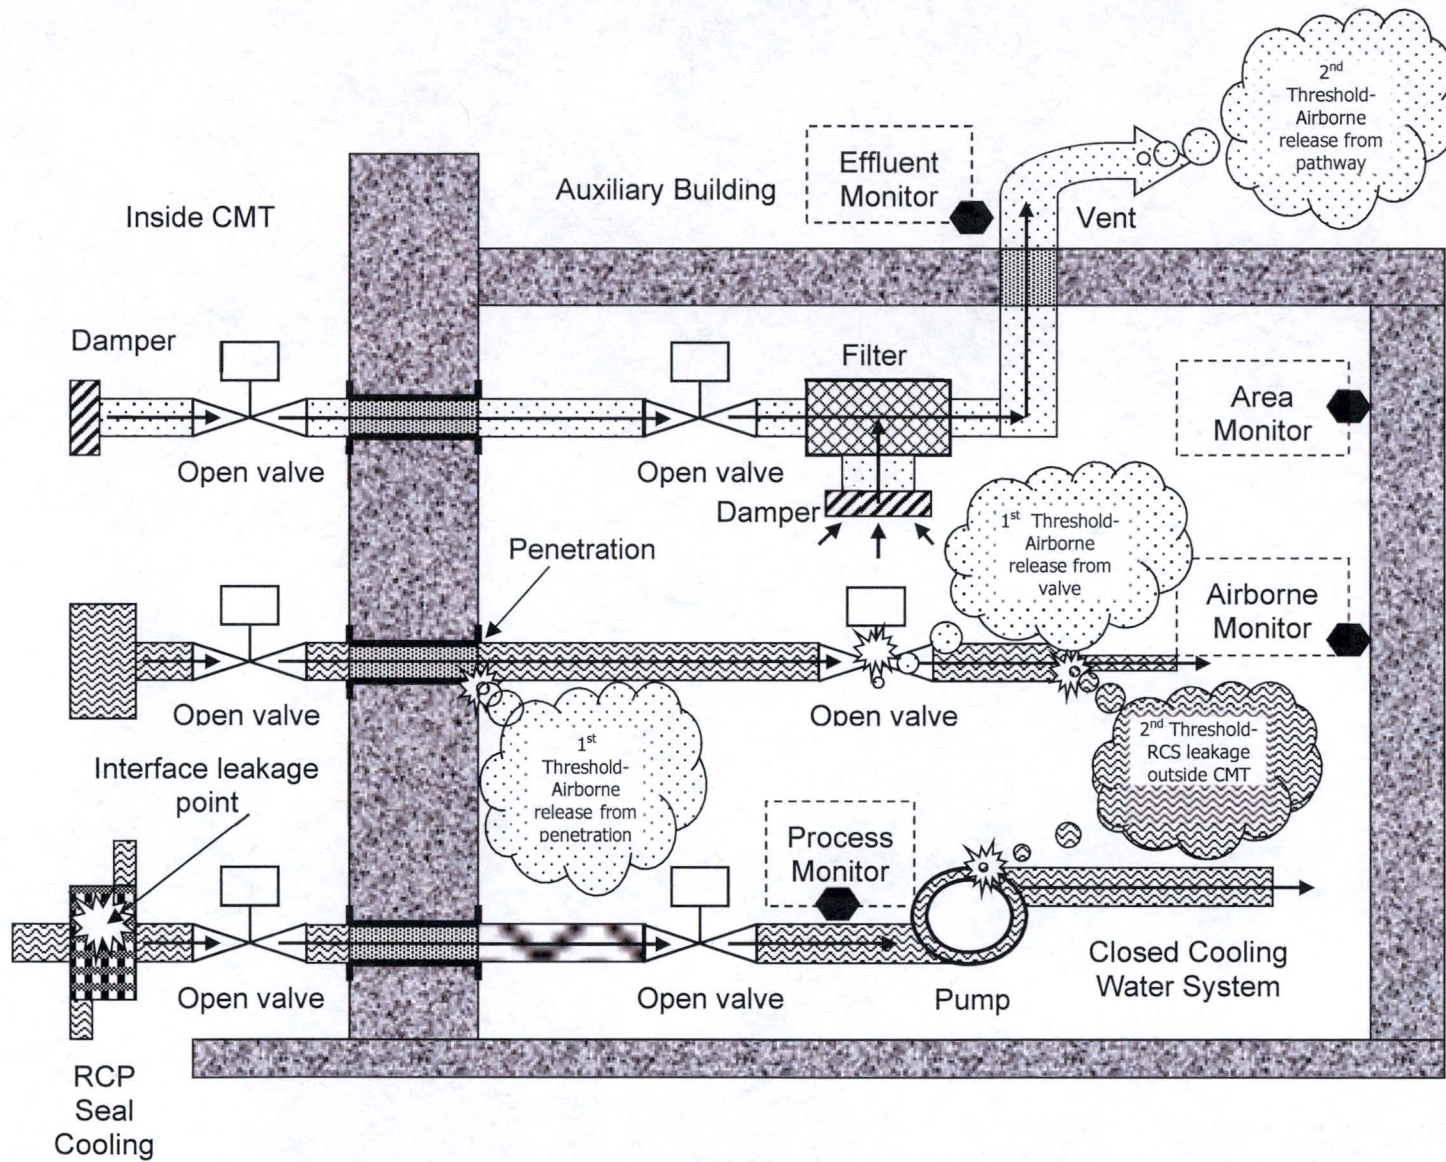 2nd
Threshold-
Airborne
release from
pathway
Effluent
Monitor
Auxiliary Building
Inside CMT
Vent
Damper
Filter
Area
Monitor
Open valve
Open valve
Damper
1st Threshold-
Airborne
release from
valve
Penetration
Airborne
Monitor
Open valve
Open valve
1st
Threshold-
Airborne
release from
penetration
2nd Threshold-
RCS leakage
outside CMT
Interface leakage
point
Process
Monitor
Open valve
Open valve
Pump
Closed Cooling
Water System
RCP
Seal
Cooling